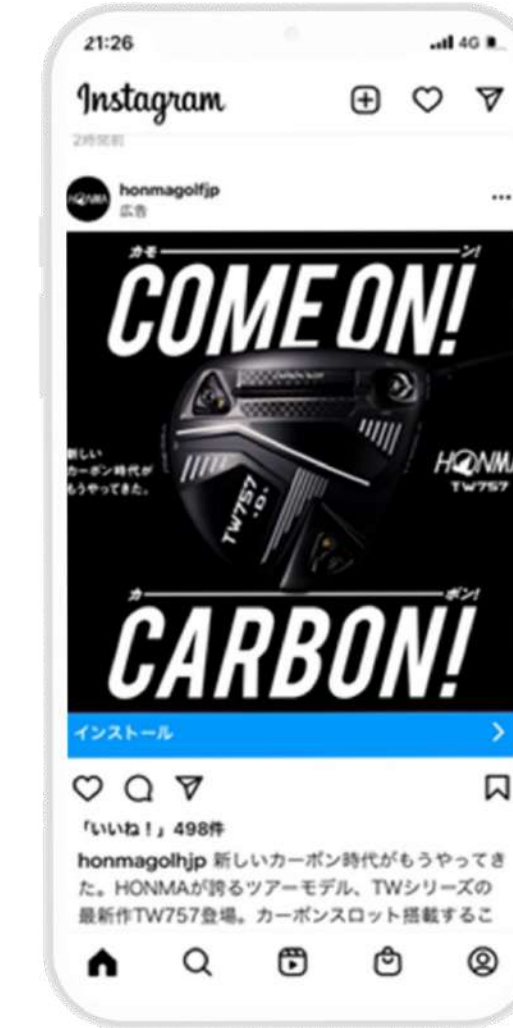 21:26
4G
Instagram
2時間前
HONMA
honmagolfjp
広告
カモ
ン!
COME ON!
新しい
カーボン時代が
もうやってきた。
HONMA
TW757
TW757
D
カ
ボン!
CARBON!
インストール
「いいね！」498件
honmagolhjp 新しいカーボン時代がもうやってき
た。HONMAが誇るツアーモデル、TWシリーズの
最新作TW757登場。カーボンスロット搭載するこ